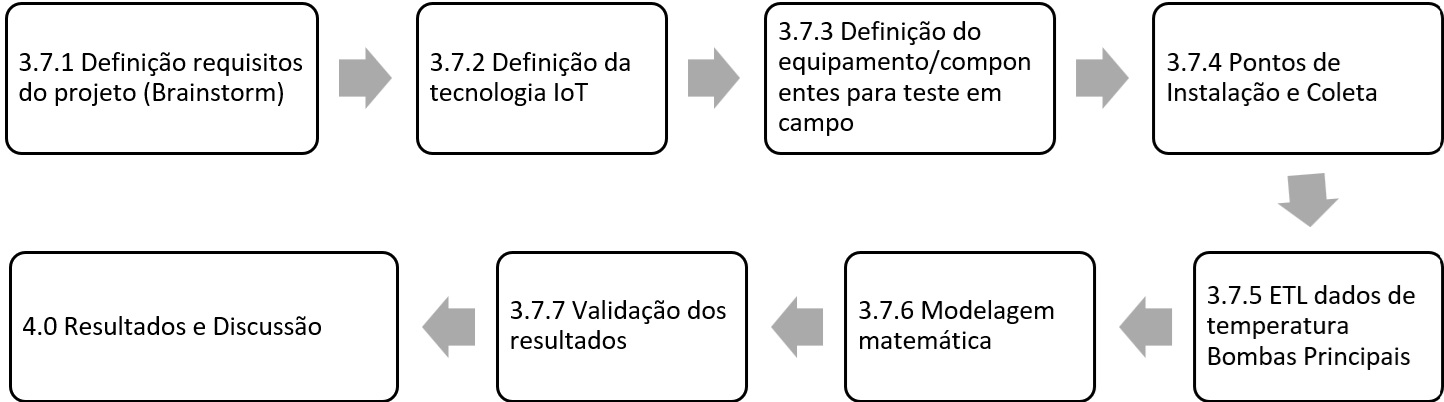 3.7.1 Definição requisitos
do projeto (Brainstorm)
3.7.2 Definição da
tecnologia IoT
3.7.3 Definição do
equipamento/compon
entes para teste em
campo
3.7.4 Pontos de
Instalação e Coleta
3.7.5 ETL dados de
temperatura
Bombas Principais
3.7.6 Modelagem
matemática
3.7.7 Validação dos
resultados
4.0 Resultados e Discussão